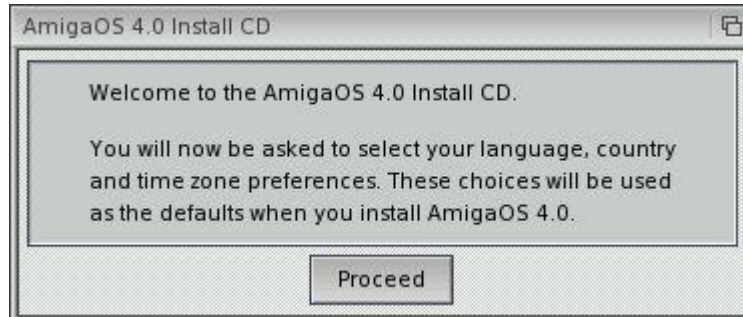 AmigaOS 4.0 Install CD
Welcome to the AmigaOS 4.0 Install CD.
You will now be asked to select your language, country
and time zone preferences. These choices will be used
as the defaults when you install AmigaOS 4.0.
Proceed